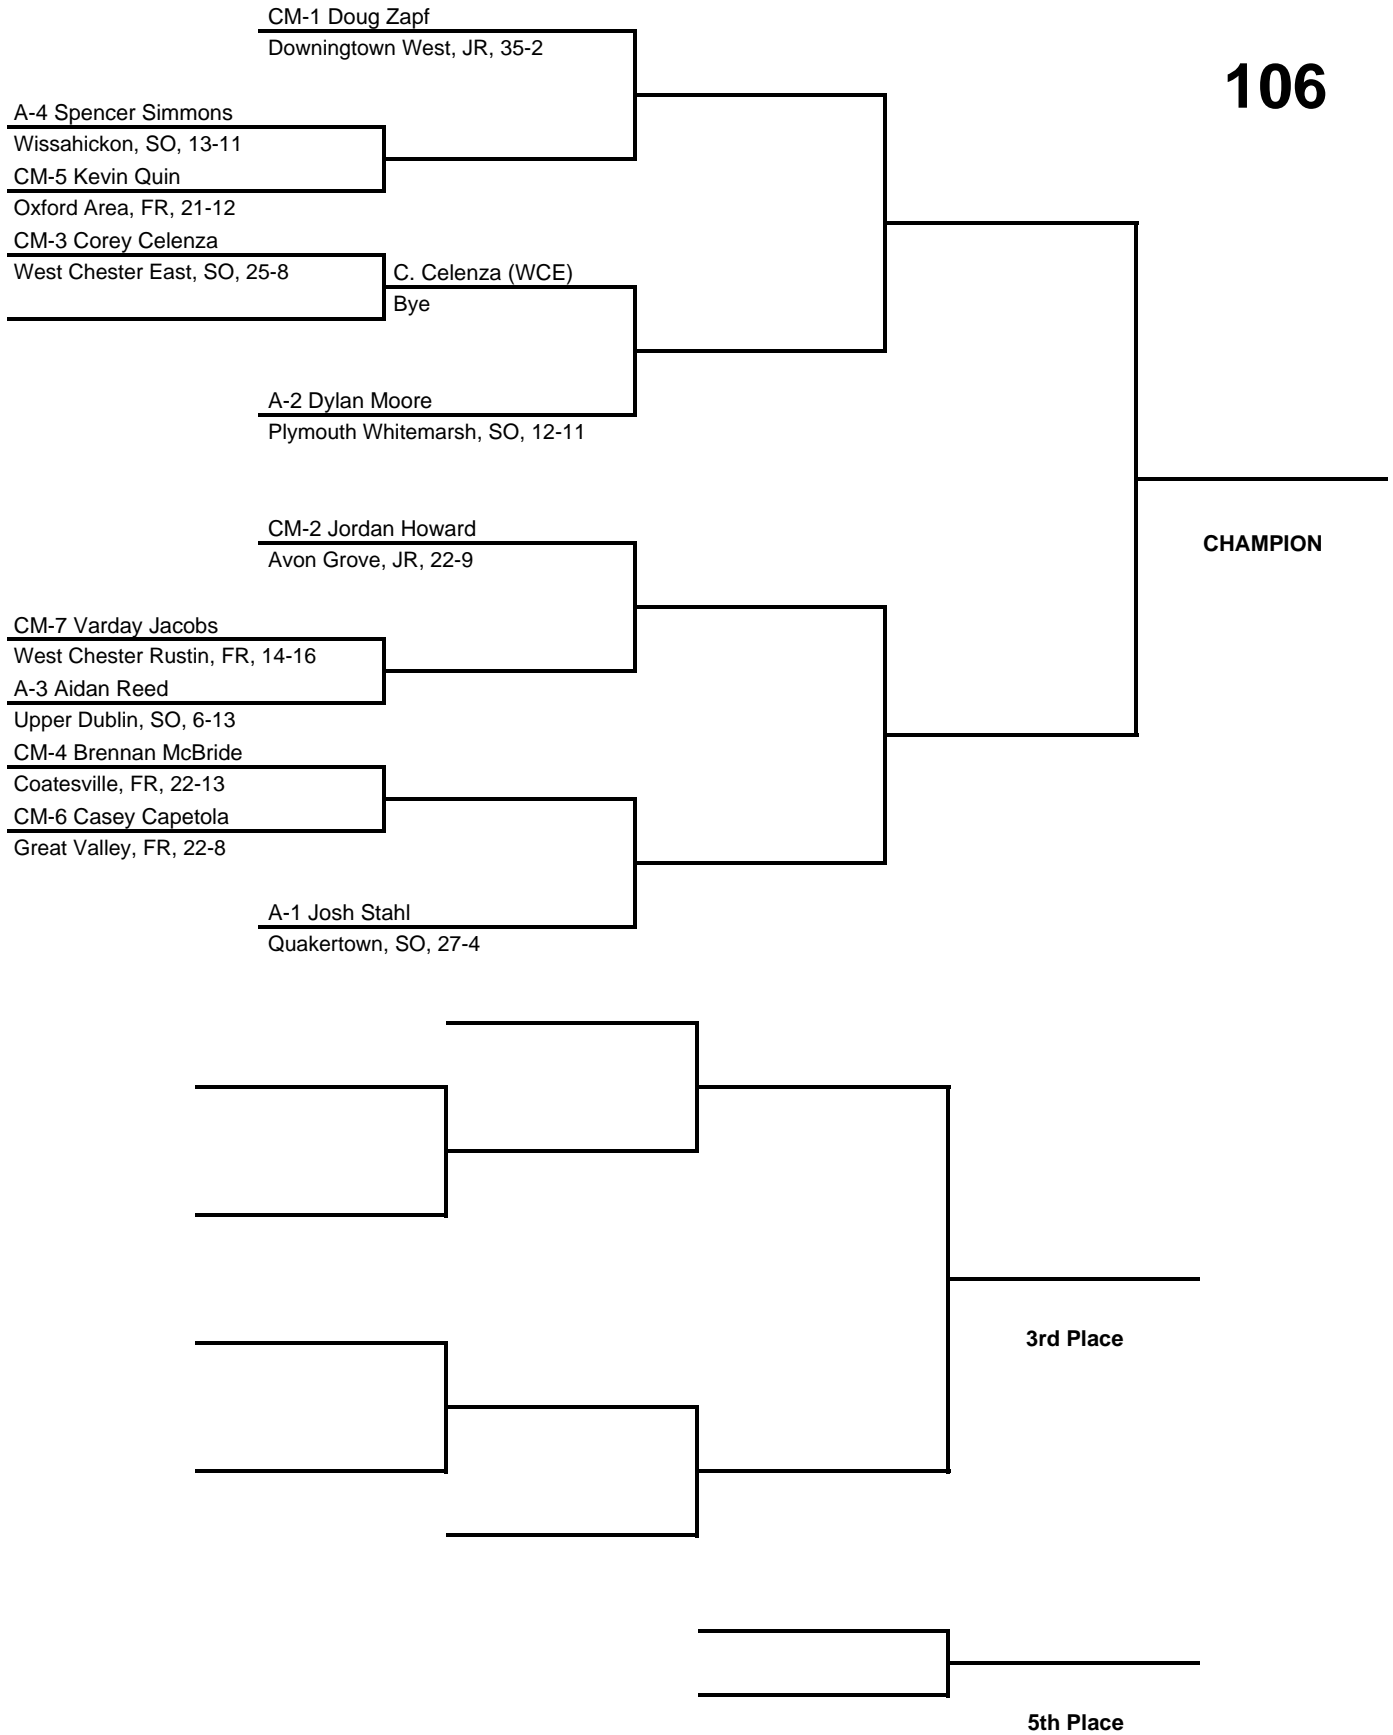 CM-1 Doug Zapf
Downingtown West, JR, 35-2
106
A-4 Spencer Simmons
Wissahickon, SO, 13-11
CM-5 Kevin Quin
Oxford Area, FR, 21-12
CM-3 Corey Celenza
West Chester East, SO, 25-8
C. Celenza (WCE)
Bye
A-2 Dylan Moore
Plymouth Whitemarsh, SO, 12-11
CM-2 Jordan Howard
Avon Grove, JR, 22-9
CHAMPION
CM-7 Varday Jacobs
West Chester Rustin, FR, 14-16
A-3 Aidan Reed
Upper Dublin, SO, 6-13
CM-4 Brennan McBride
Coatesville, FR, 22-13
CM-6 Casey Capetola
Great Valley, FR, 22-8
A-1 Josh Stahl
Quakertown, SO, 27-4
3rd Place
5th Place